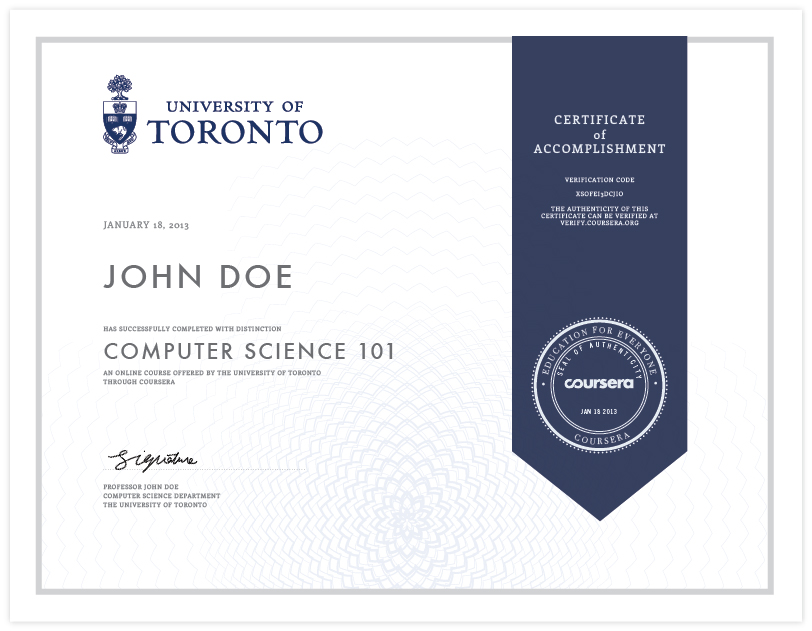 UNIVERSITY OF
TORONTO
JANUARY 18, 2013
JOHN DOE
HAS SUCCESSFULLY COMPLETED WITH DISTINCTION
COMPUTER SCIENCE 101
AN ONLINE COURSE OFFERED BY THE UNIVERSITY OF TORONTO
THROUGH COURSERA
Signature
PROFESSOR JOHN DOE
COMPUTER SCIENCE DEPARTMENT
THE UNIVERSITY OF TORONTO
CERTIFICATE
of
ACCOMPLISHMENT
VERIFICATION CODE
XSOFEI3DCJIO
THE AUTHENTICITY OF THIS
CERTIFICATE CAN BE VERIFIED AT
VERIFY.COURSERA.ORG
EDUCATION FOR EVERYONE
SEAL OF AUTHENTICITY
coursera
JAN 18 2013
COURSERA